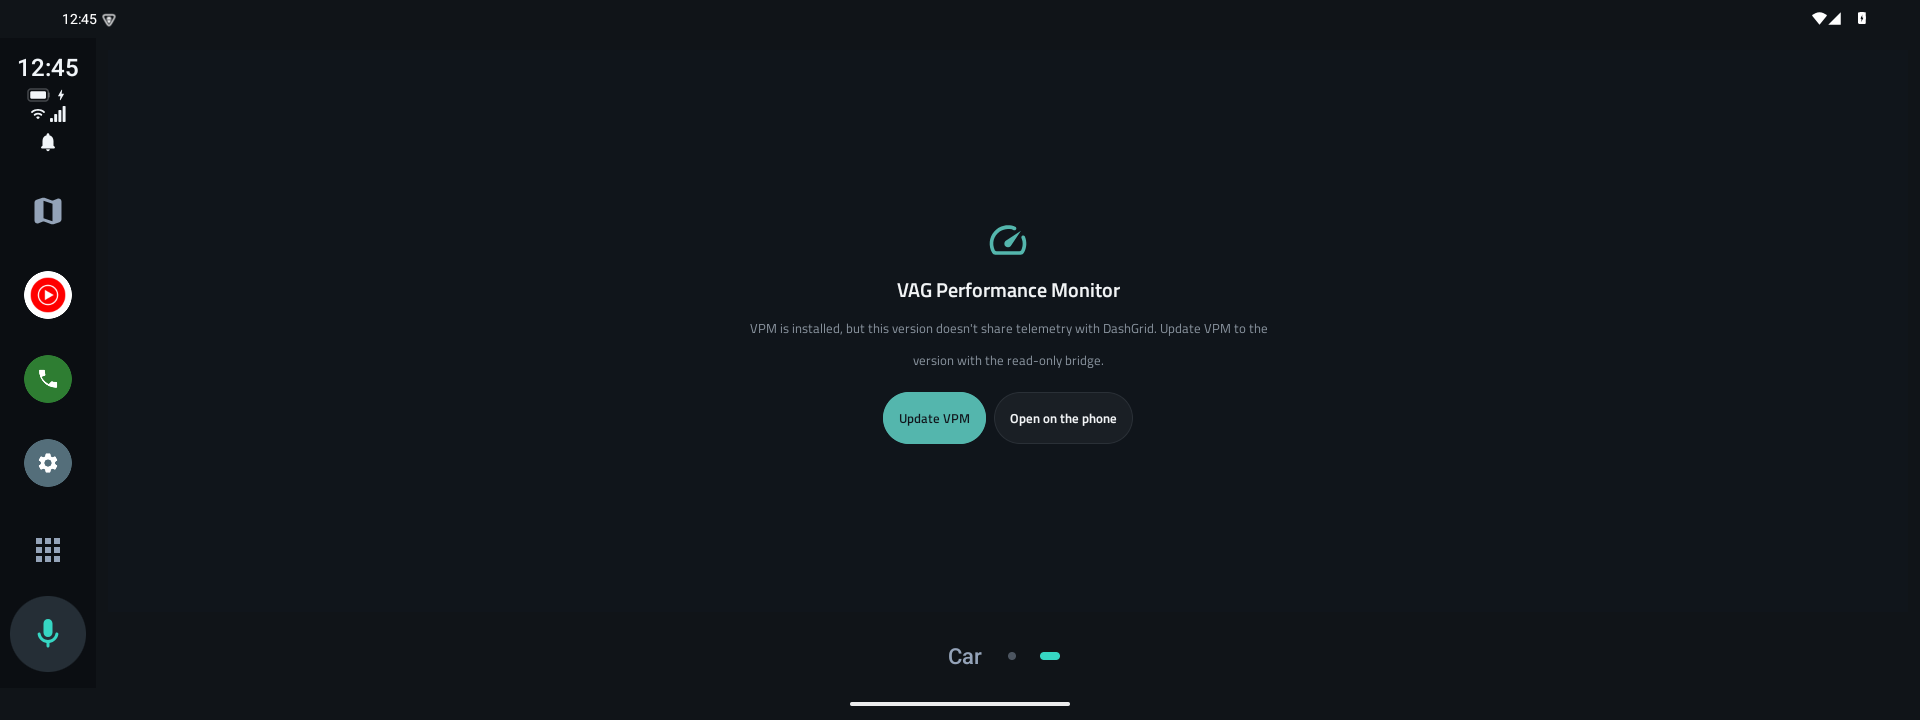 12:45
12:45
VAG Performance Monitor
VPM is installed, but this version doesn't share telemetry with DashGrid. Update VPM to the
version with the read-only bridge.
Update VPM
Open on the phone
Car